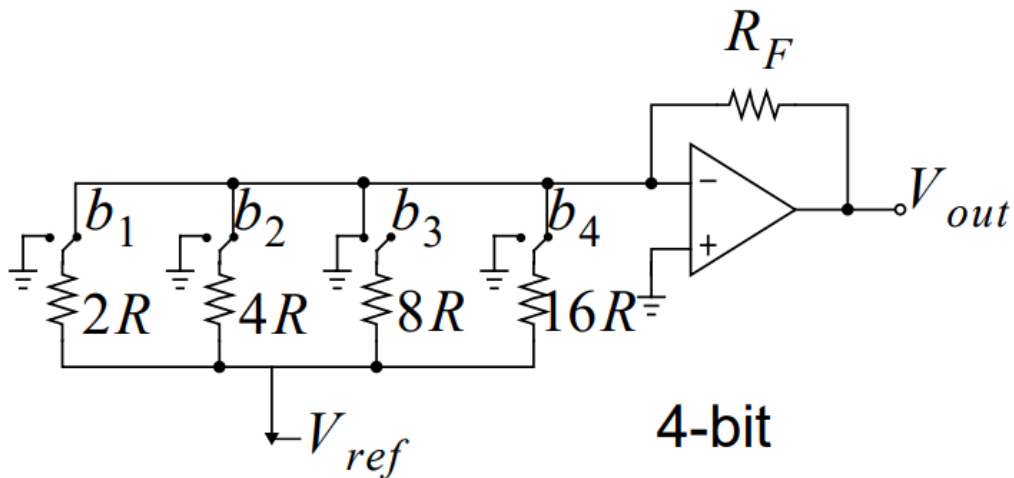 R_F
b_1 b_2 b_3 b_4
− +
V_out
2R 4R 8R 16R
−V_ref
4-bit